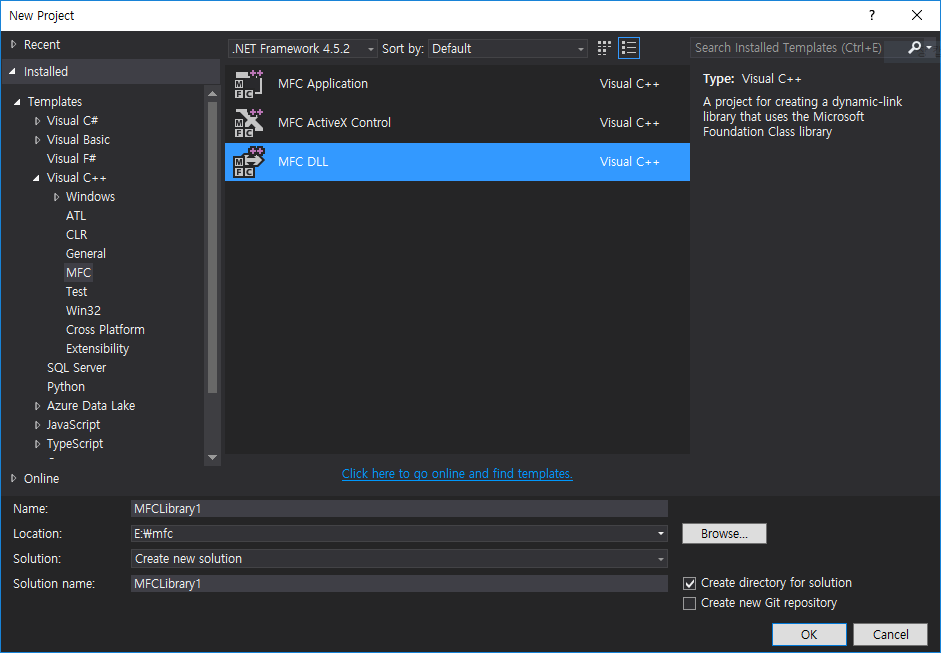 New Project
?
Recent
Installed
.NET Framework 4.5.2
Sort by:
Default
Search Installed Templates (Ctrl+E)
Templates
Visual C#
Visual Basic
Visual F#
Visual C++
Windows
ATL
CLR
General
MFC
Test
Win32
Cross Platform
Extensibility
SQL Server
Python
Azure Data Lake
JavaScript
TypeScript
Online
MFC Application Visual C++
MFC ActiveX Control Visual C++
MFC DLL Visual C++
Type: Visual C++
A project for creating a dynamic-link
library that uses the Microsoft
Foundation Class library
Click here to go online and find templates.
Name: MFCLibrary1
Location: E:₩mfc
Browse...
Solution: Create new solution
Solution name: MFCLibrary1
Create directory for solution
Create new Git repository
OK
Cancel